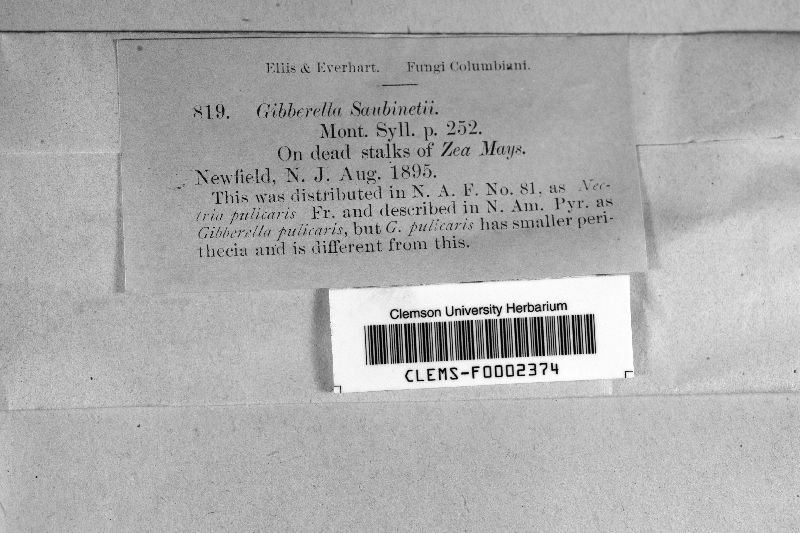 Ellis & Everhart. Fungi Columbiani.
819. Gibberella Saubinetii.
Mont. Syll. p. 252.
On dead stalks of Zea Mays.
Newfield, N. J. Aug. 1895.
This was distributed in N. A. F. No. 81, as Nec-
tria pulicaris Fr. and described in N. Am. Pyr. as
Gibberella pulicaris, but G. pulicaris has smaller peri-
thecia and is different from this.
Clemson University Herbarium
CLEMS-F0002374